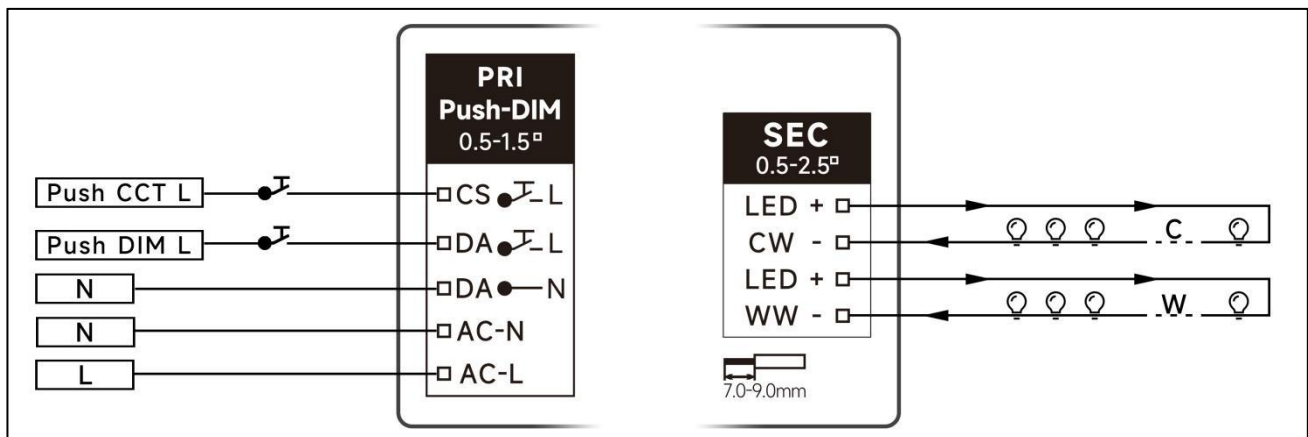 PRI
Push-DIM
0.5-1.5▫
Push CCT L
CS L
Push DIM L
DA L
N
DA N
N
AC-N
L
AC-L
SEC
0.5-2.5▫
LED + 
CW -
C
LED +
WW -
W
7.0-9.0mm